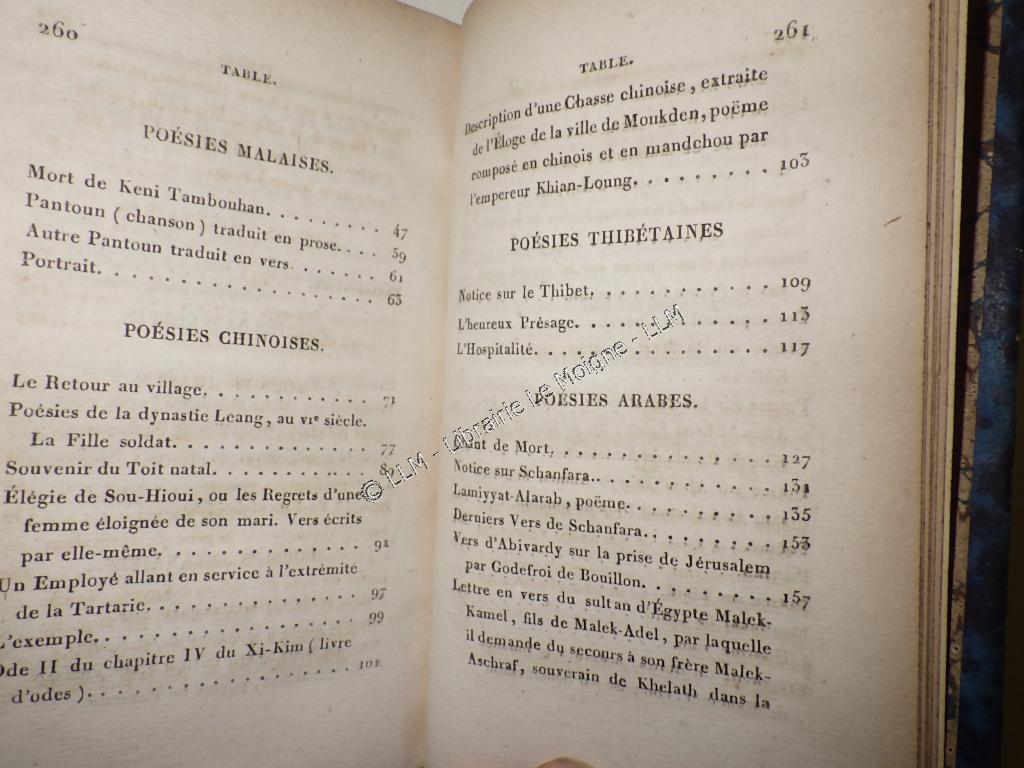 260
TABLE.
POÉSIES MALAISES.
Mort de Keni Tambouhan. . . . . . . . . 47
Pantoun ( chanson ) traduit en prose. . . . 59
Autre Pantoun traduit en vers. . . . . . . 61
Portrait. . . . . . . . . . . . . . . . 63
POÉSIES CHINOISES.
Le Retour au village. . . . . . . . . . . 71
Poésies de la dynastie Leang, au VIe siècle.
La Fille soldat. . . . . . . . . . . . 77
Souvenir du Toit natal. . . . . . . . . .
Élégie de Sou-Hioui, ou les Regrets d'une
femme éloignée de son mari. Vers écrits
par elle-même. . . . . . . . . . . . . 91
Un Employé allant en service à l'extrémité
de la Tartarie. . . . . . . . . . . . . 97
L'exemple. . . . . . . . . . . . . . . . 99
Ode II du chapitre IV du Xi-Kim ( livre
d'odes ). . . . . . . . . . . . . . . . 101
261
TABLE.
Description d'une Chasse chinoise, extraite
de l'Éloge de la ville de Moukden, poëme
composé en chinois et en mandchou par
l'empereur Khian-Loung. . . . . . . . . 103
POÉSIES THIBÉTAINES
Notice sur le Thibet. . . . . . . . . . . 109
L'heureux Présage. . . . . . . . . . . . 113
L'Hospitalité. . . . . . . . . . . . . . 117
POÉSIES ARABES.
Chant de Mort. . . . . . . . . . . . . . 127
Notice sur Schanfara. . . . . . . . . . . 131
Lamiyyat-Alarab, poëme. . . . . . . . . . 135
Derniers Vers de Schanfara. . . . . . . . 153
Vers d'Abivardy sur la prise de Jérusalem
par Godefroi de Bouillon. . . . . . . . 157
Lettre en vers du sultan d'Égypte Malek-
Kamel, fils de Malek-Adel, par laquelle
il demande du secours à son frère Malek-
Aschraf, souverain de Khelath dans la
© LLM - Librairie Le Moigne - LLM